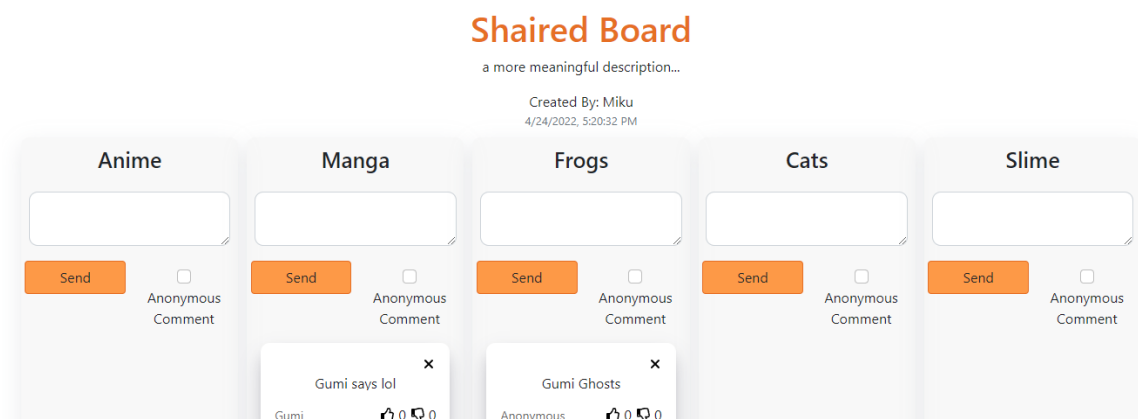 Shaired Board
a more meaningful description...
Created By: Miku
4/24/2022, 5:20:32 PM
Anime
Manga
Frogs
Cats
Slime
Send
Anonymous
Comment
Send
Anonymous
Comment
Send
Anonymous
Comment
Send
Anonymous
Comment
Send
Anonymous
Comment
Gumi says lol
Gumi
0
0
Gumi Ghosts
Anonymous
0
0